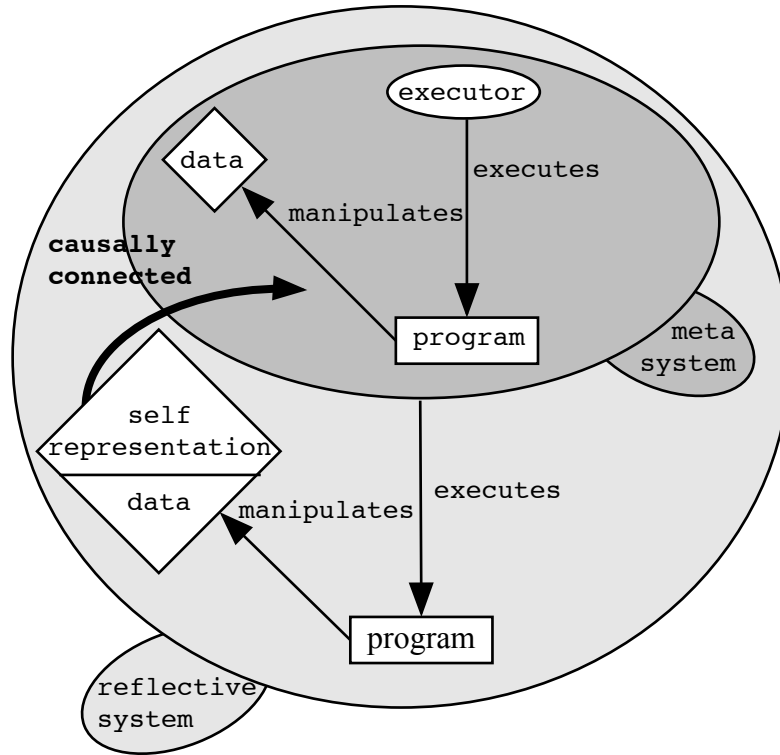 executor
data
executes
manipulates
causally
connected
program
meta
system
self
representation
data
executes
manipulates
program
reflective
system